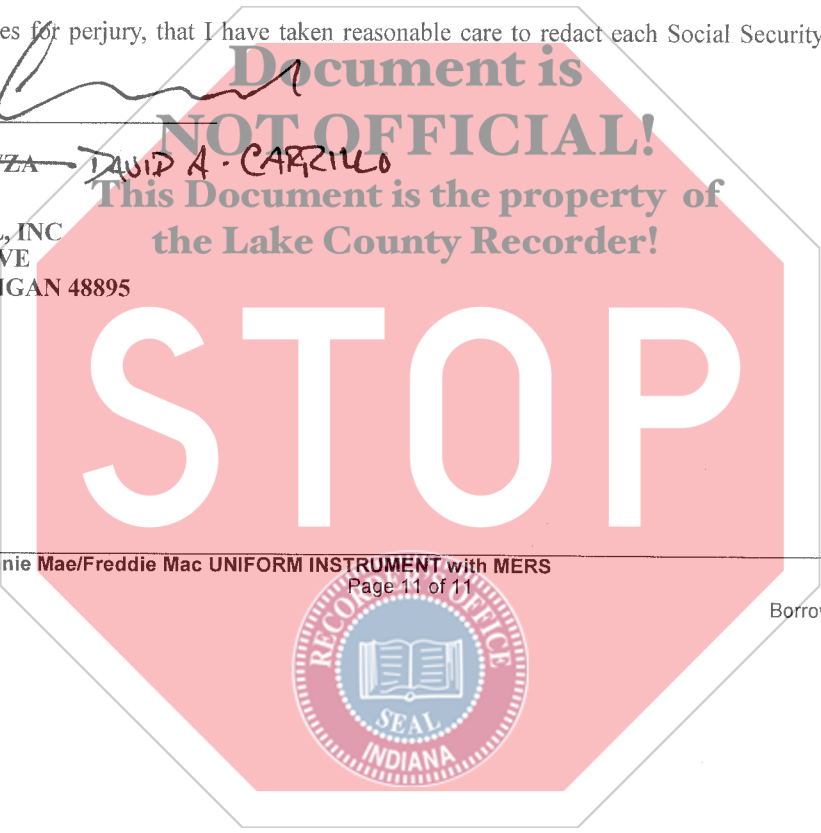 es for perjury, that I have taken reasonable care to redact each Social Security
Document is
NOT OFFICIAL!
ZA DAVID A. CARRILLO
This Document is the property of
L, INC
the Lake County Recorder!
VE
IGAN 48895
STOP
nie Mae/Freddie Mac UNIFORM INSTRUMENT with MERS
Page 11 of 11
Borrow
RECORDER'S OFFICE
SEAL
INDIANA